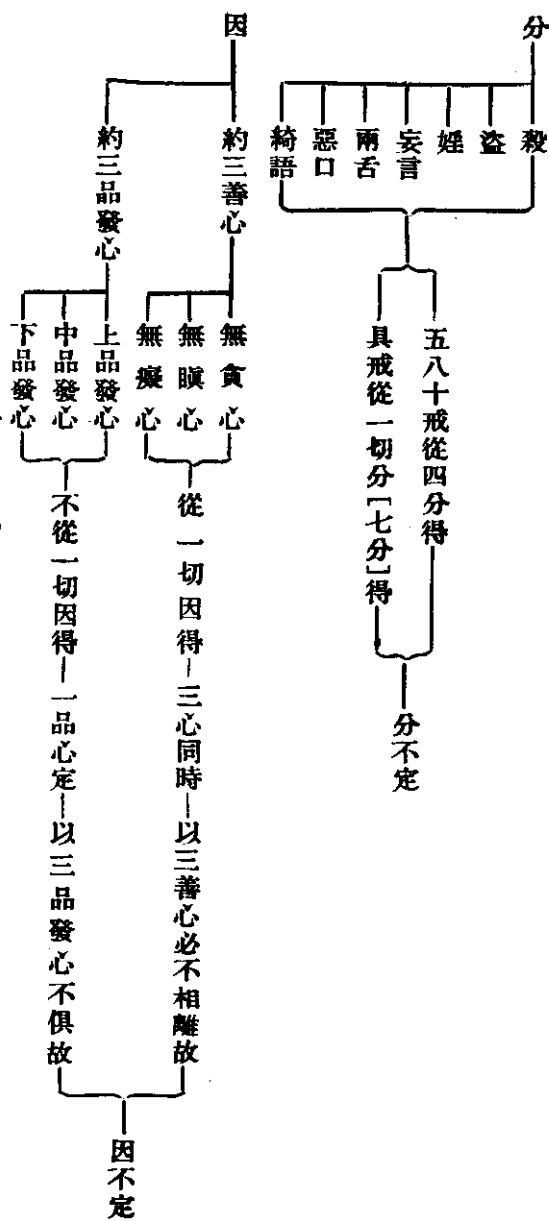 分
殺
盜
婬
妄言
兩舌
惡口
綺語
五八十戒從四分得
具戒從一切分[七分]得
分不定
因
約三善心
無貪心
無瞋心
無癡心
從一切因得—三心同時—以三善心必不相離故
約三品發心
上品發心
中品發心
下品發心
不從一切因得—一品心定—以三品發心不俱故
因不定